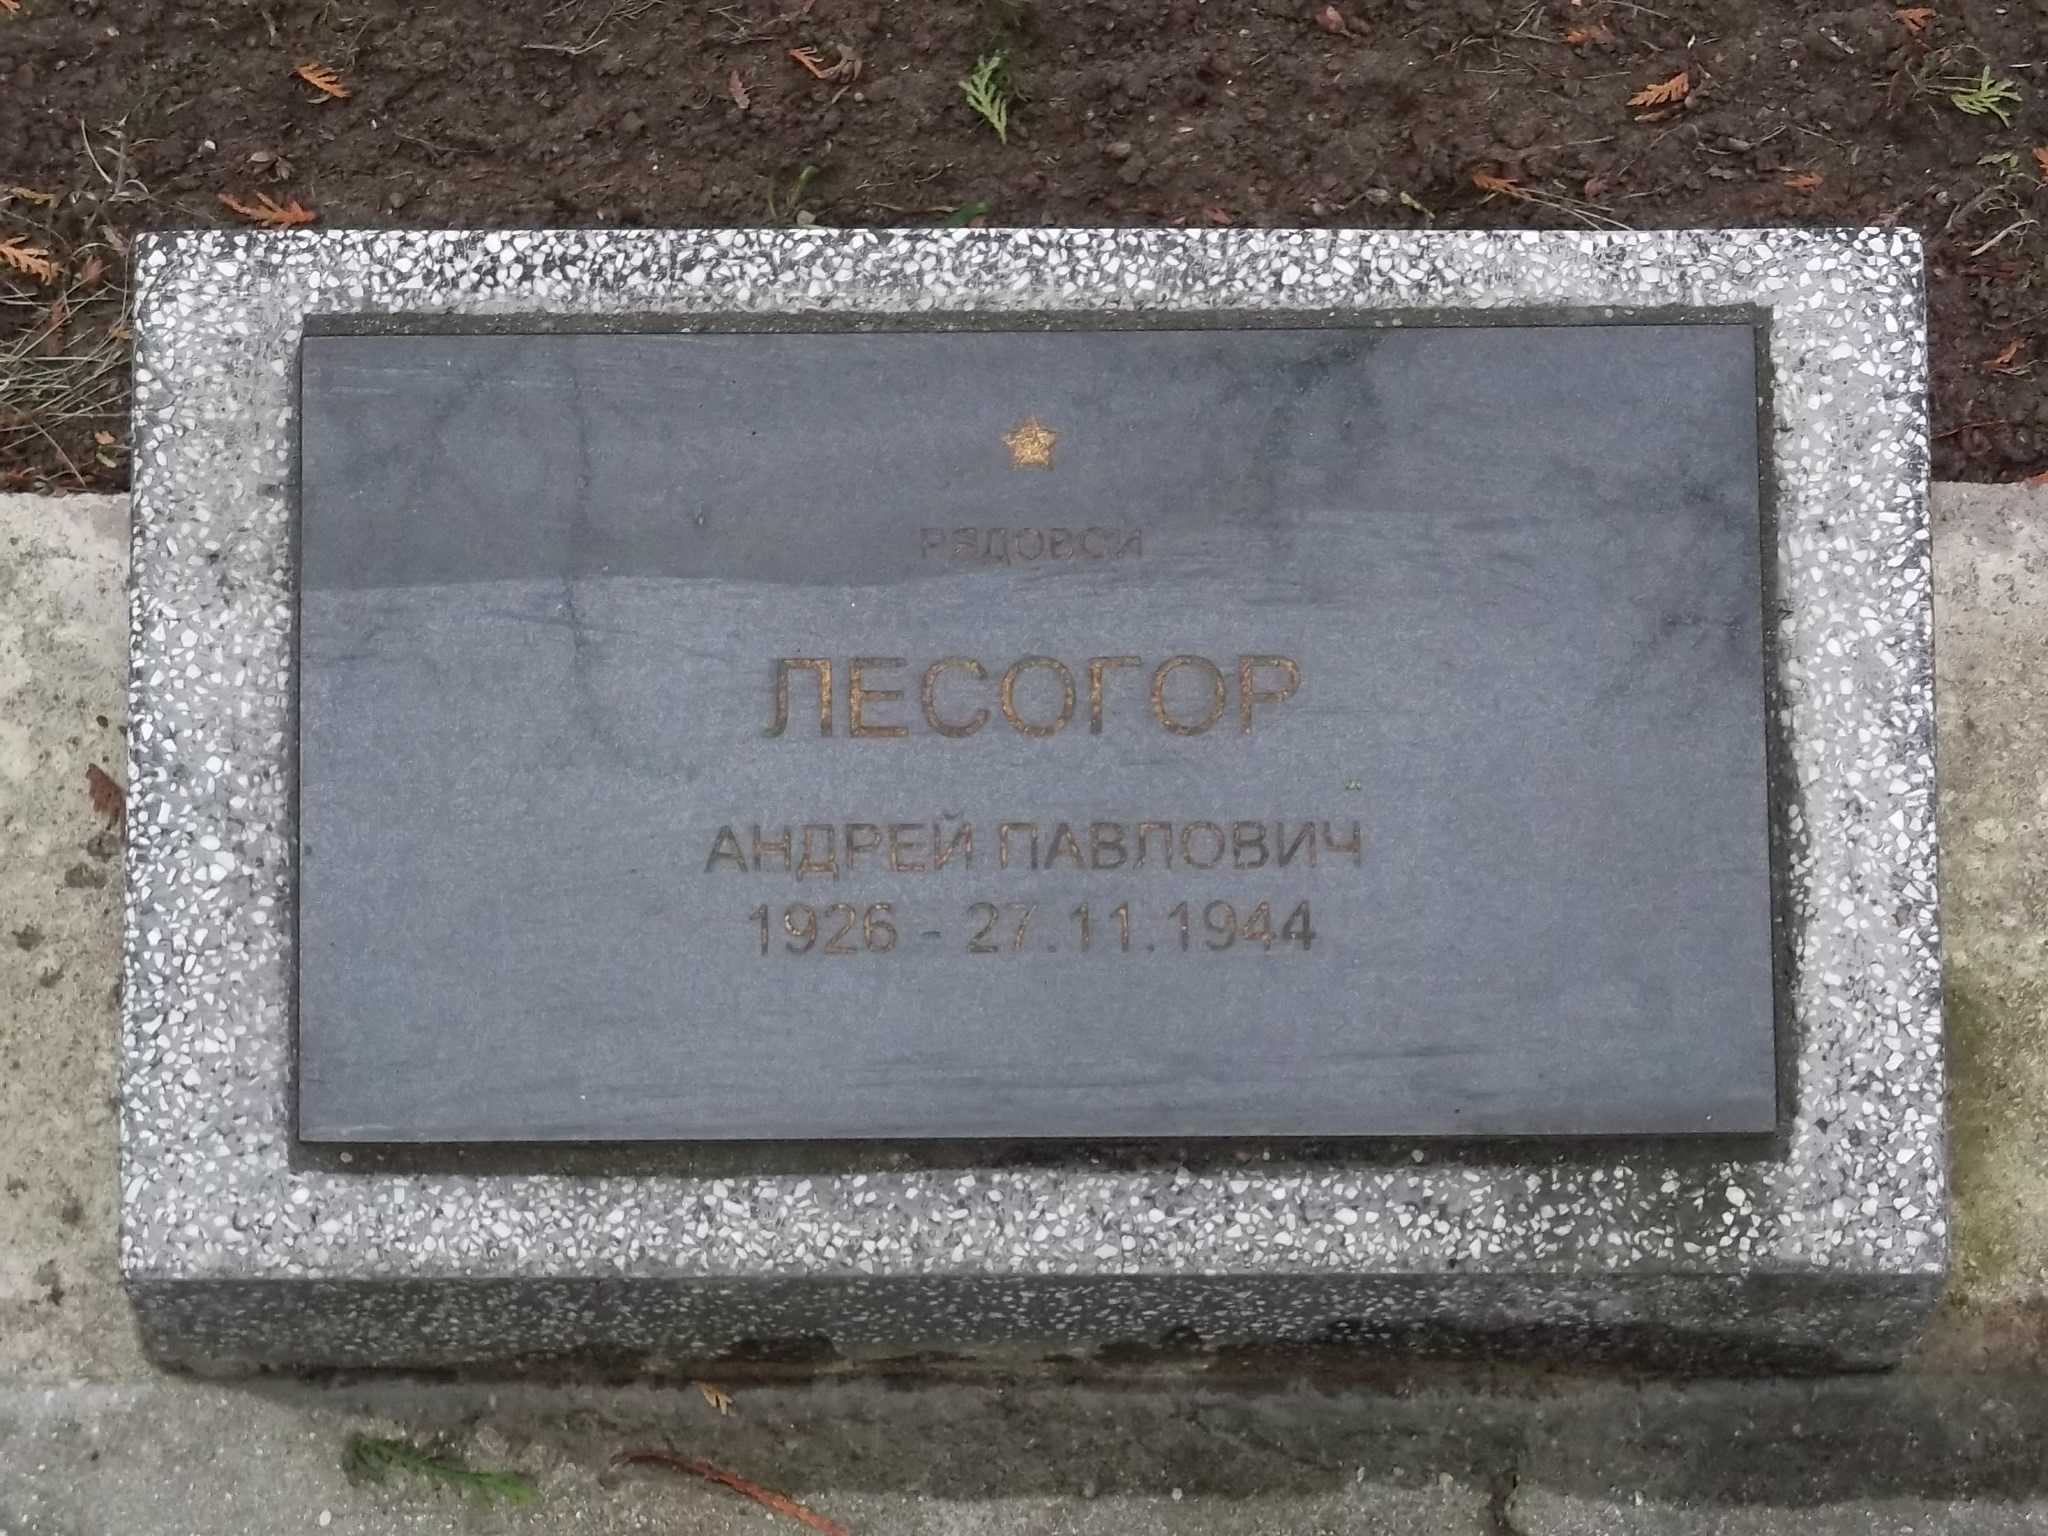 РЯДОВОЙ
ЛЕСОГОР
АНДРЕЙ ПАВЛОВИЧ
1926 - 27.11.1944